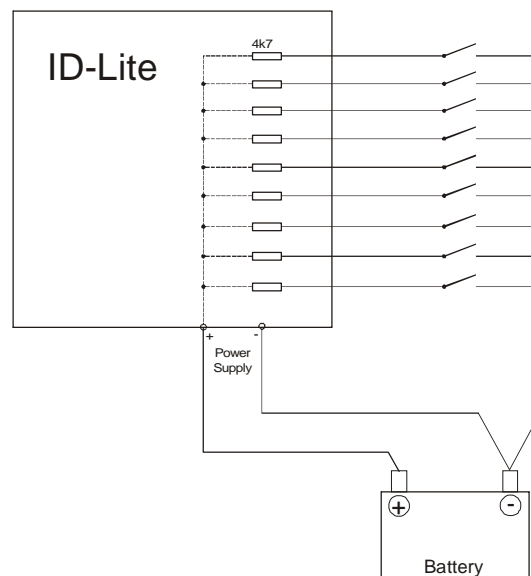 4k7
ID-Lite
+ -
Power
Supply
+ -
Battery